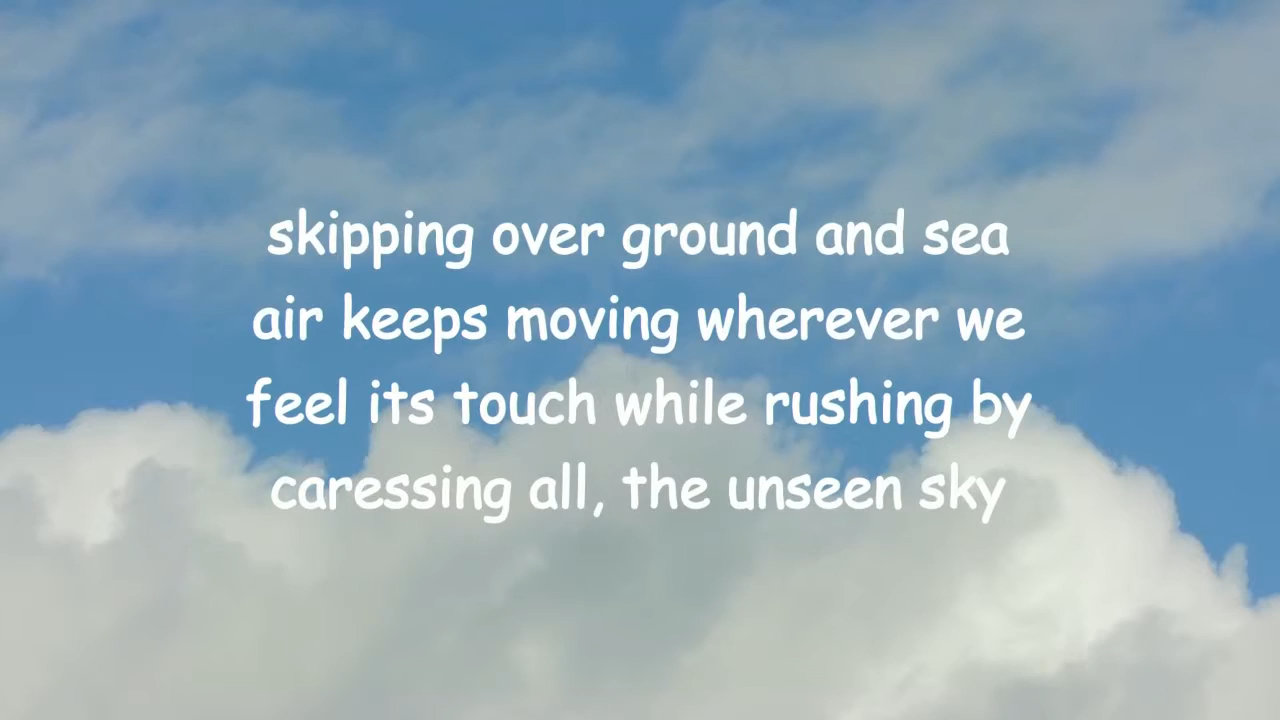 skipping over ground and sea
air keeps moving wherever we
feel its touch while rushing by
caressing all, the unseen sky